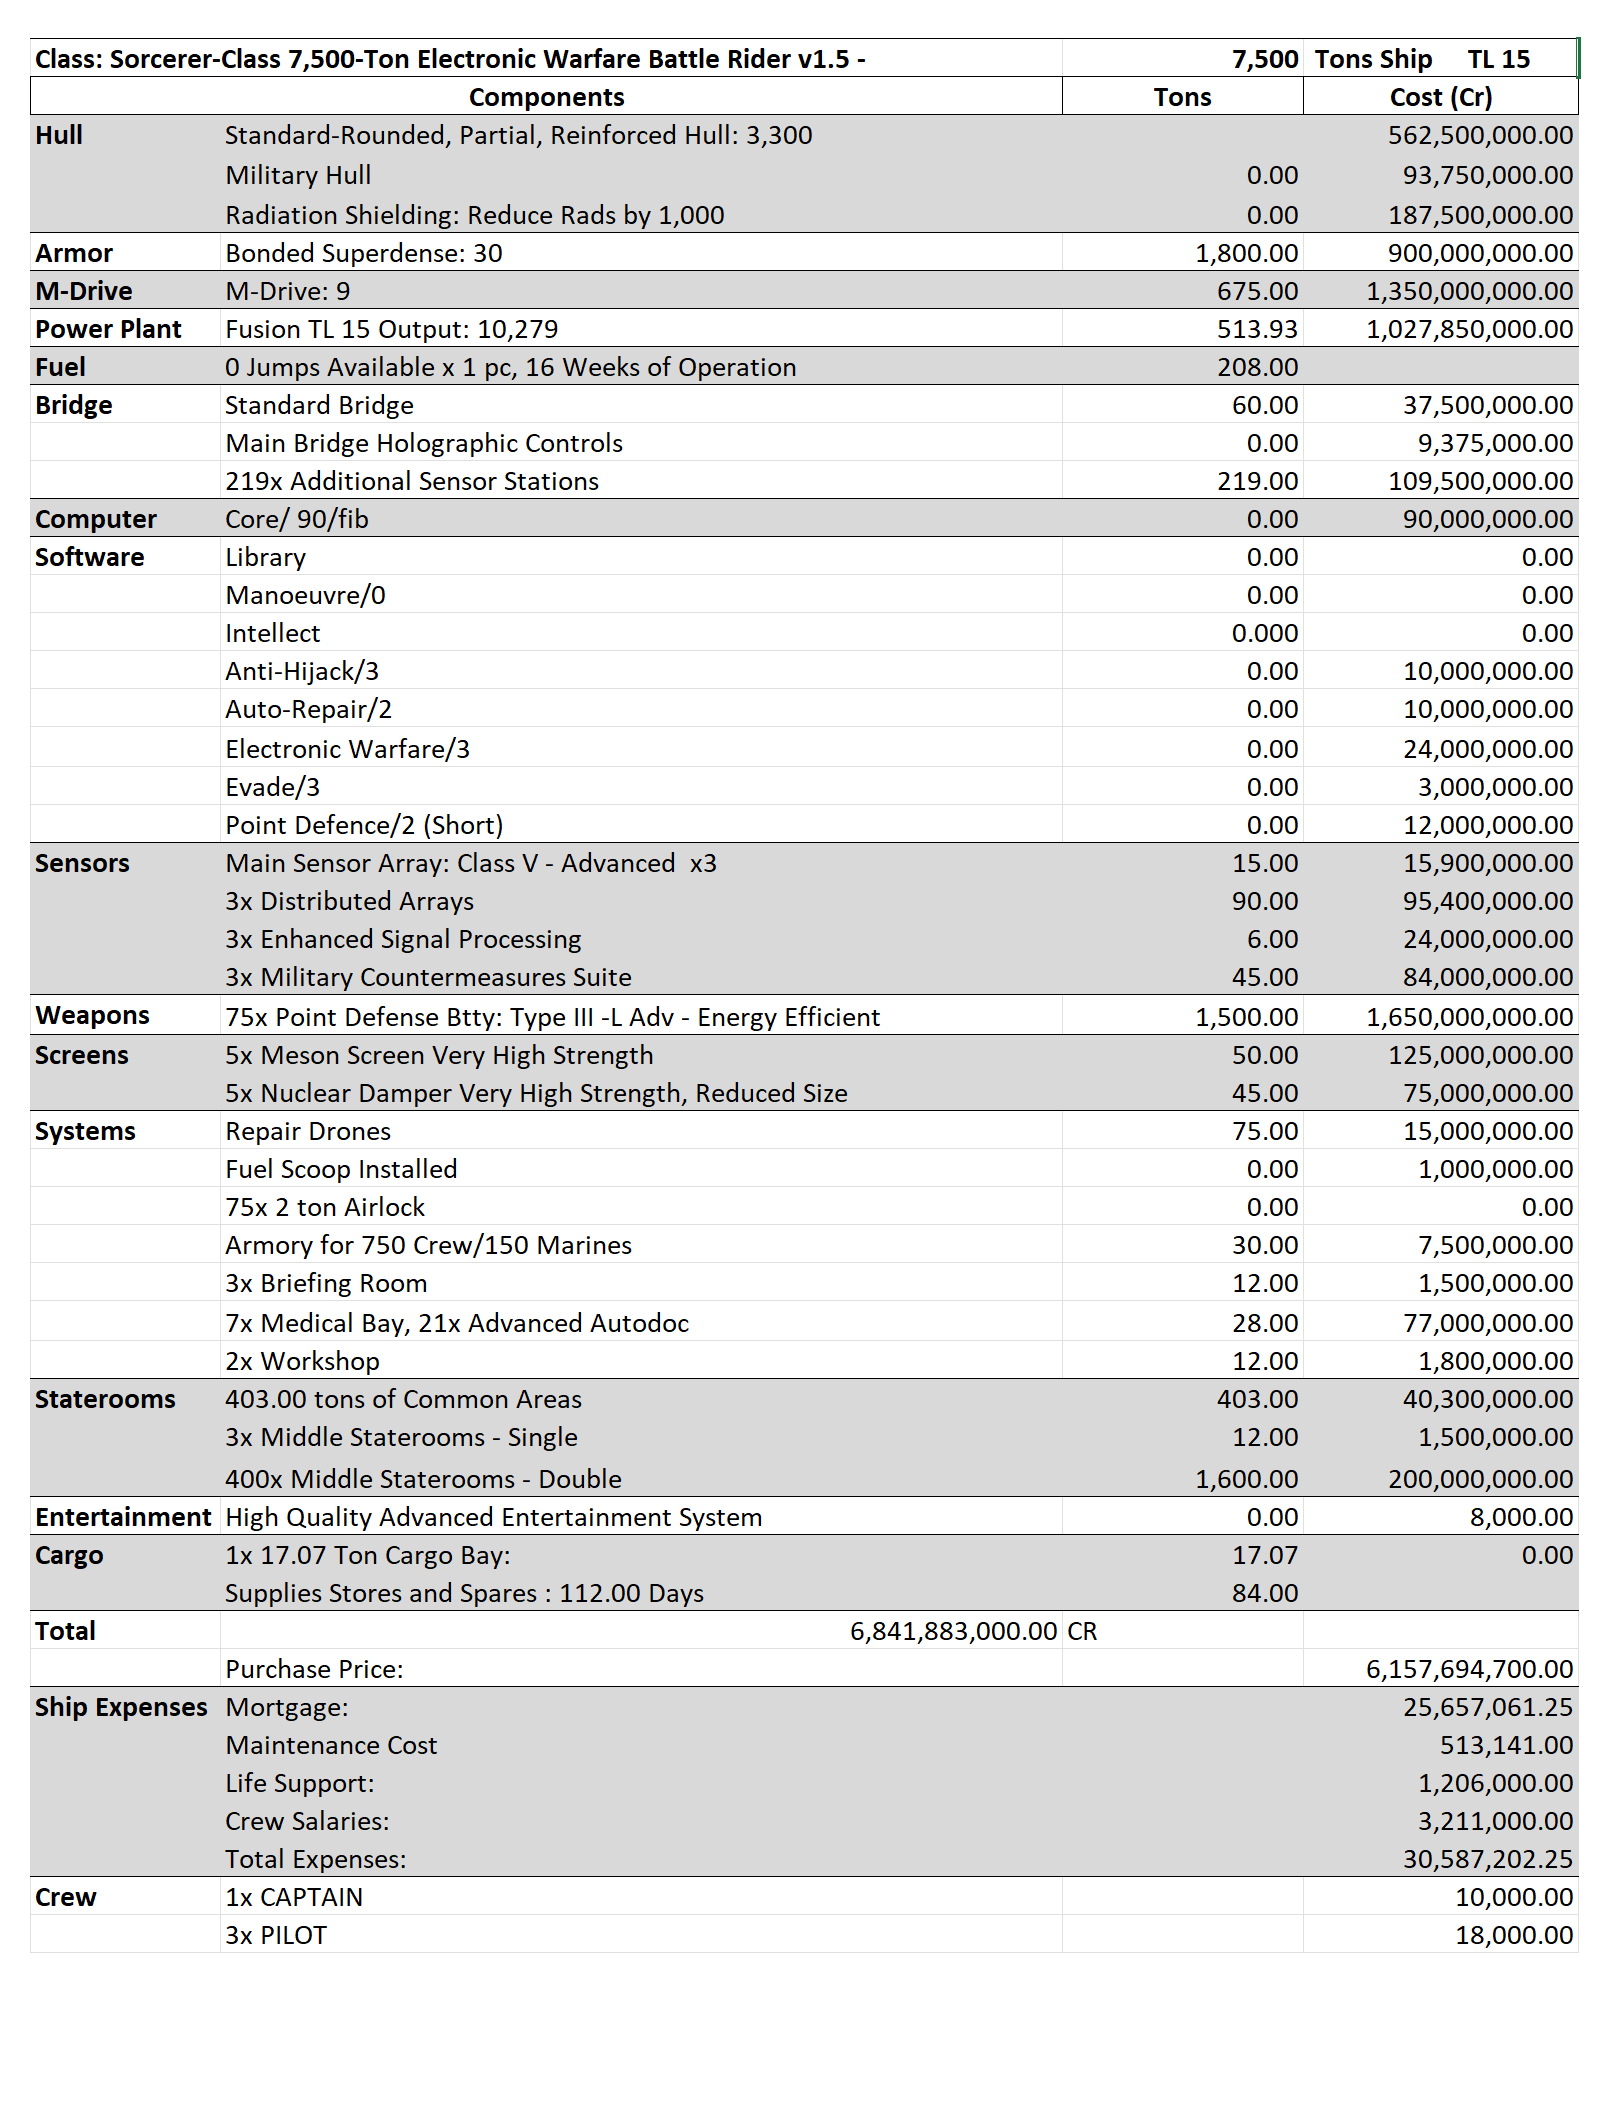 Class: Sorcerer-Class 7,500-Ton Electronic Warfare Battle Rider v1.5 - 7,500 Tons Ship TL 15
Components Tons Cost (Cr)
Hull Standard-Rounded, Partial, Reinforced Hull: 3,300 562,500,000.00
Military Hull 0.00 93,750,000.00
Radiation Shielding: Reduce Rads by 1,000 0.00 187,500,000.00
Armor Bonded Superdense: 30 1,800.00 900,000,000.00
M-Drive M-Drive: 9 675.00 1,350,000,000.00
Power Plant Fusion TL 15 Output: 10,279 513.93 1,027,850,000.00
Fuel 0 Jumps Available x 1 pc, 16 Weeks of Operation 208.00
Bridge Standard Bridge 60.00 37,500,000.00
Main Bridge Holographic Controls 0.00 9,375,000.00
219x Additional Sensor Stations 219.00 109,500,000.00
Computer Core/ 90/fib 0.00 90,000,000.00
Software Library 0.00 0.00
Manoeuvre/0 0.00 0.00
Intellect 0.000 0.00
Anti-Hijack/3 0.00 10,000,000.00
Auto-Repair/2 0.00 10,000,000.00
Electronic Warfare/3 0.00 24,000,000.00
Evade/3 0.00 3,000,000.00
Point Defence/2 (Short) 0.00 12,000,000.00
Sensors Main Sensor Array: Class V - Advanced x3 15.00 15,900,000.00
3x Distributed Arrays 90.00 95,400,000.00
3x Enhanced Signal Processing 6.00 24,000,000.00
3x Military Countermeasures Suite 45.00 84,000,000.00
Weapons 75x Point Defense Btty: Type III -L Adv - Energy Efficient 1,500.00 1,650,000,000.00
Screens 5x Meson Screen Very High Strength 50.00 125,000,000.00
5x Nuclear Damper Very High Strength, Reduced Size 45.00 75,000,000.00
Systems Repair Drones 75.00 15,000,000.00
Fuel Scoop Installed 0.00 1,000,000.00
75x 2 ton Airlock 0.00 0.00
Armory for 750 Crew/150 Marines 30.00 7,500,000.00
3x Briefing Room 12.00 1,500,000.00
7x Medical Bay, 21x Advanced Autodoc 28.00 77,000,000.00
2x Workshop 12.00 1,800,000.00
Staterooms 403.00 tons of Common Areas 403.00 40,300,000.00
3x Middle Staterooms - Single 12.00 1,500,000.00
400x Middle Staterooms - Double 1,600.00 200,000,000.00
Entertainment High Quality Advanced Entertainment System 0.00 8,000.00
Cargo 1x 17.07 Ton Cargo Bay: 17.07 0.00
Supplies Stores and Spares : 112.00 Days 84.00
Total 6,841,883,000.00 CR
Purchase Price: 6,157,694,700.00
Ship Expenses Mortgage: 25,657,061.25
Maintenance Cost 513,141.00
Life Support: 1,206,000.00
Crew Salaries: 3,211,000.00
Total Expenses: 30,587,202.25
Crew 1x CAPTAIN 10,000.00
3x PILOT 18,000.00